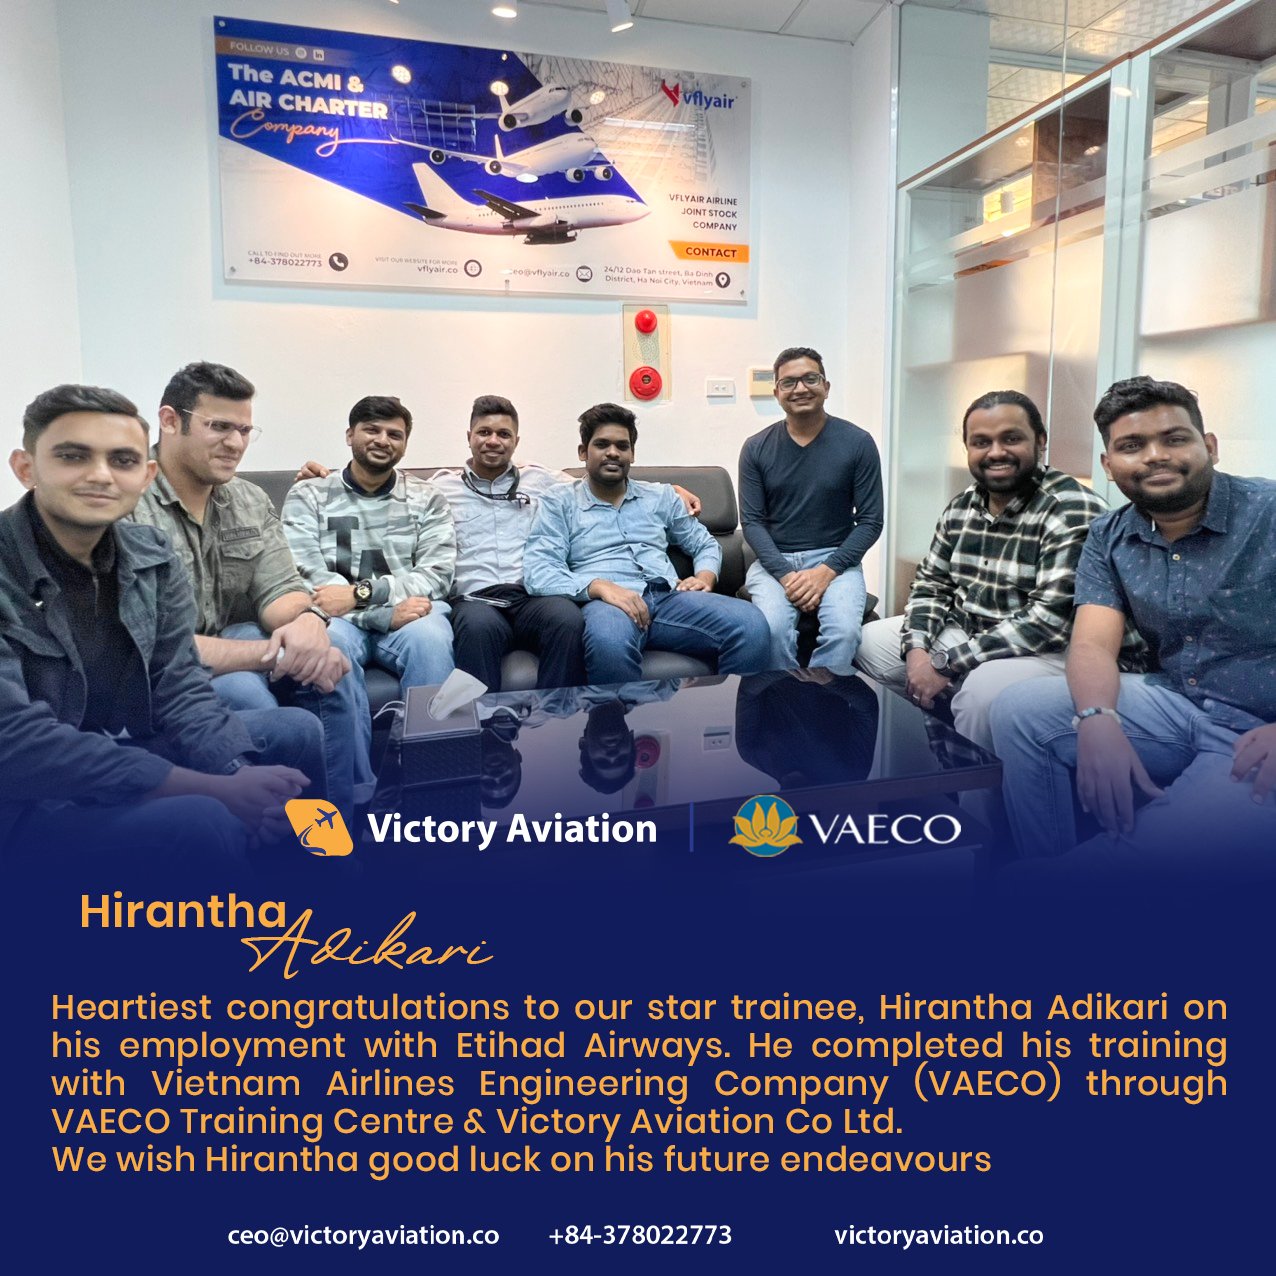 FOLLOW US in
The ACMI &
AIR CHARTER
Company
vflyair
VFLYAIR AIRLINE
JOINT STOCK
COMPANY
CONTACT
CALL TO FIND OUT MORE
+84-378022773
VISIT OUR WEBSITE FOR MORE
vflyair.co
ceo@vflyair.co
24/12 Dao Tan street, Ba Dinh
District, Ha Noi City, Vietnam
TA
Victory Aviation
VAECO
Hirantha
Adikari
Heartiest congratulations to our star trainee, Hirantha Adikari on
his employment with Etihad Airways. He completed his training
with Vietnam Airlines Engineering Company (VAECO) through
VAECO Training Centre & Victory Aviation Co Ltd.
We wish Hirantha good luck on his future endeavours
ceo@victoryaviation.co +84-378022773 victoryaviation.co